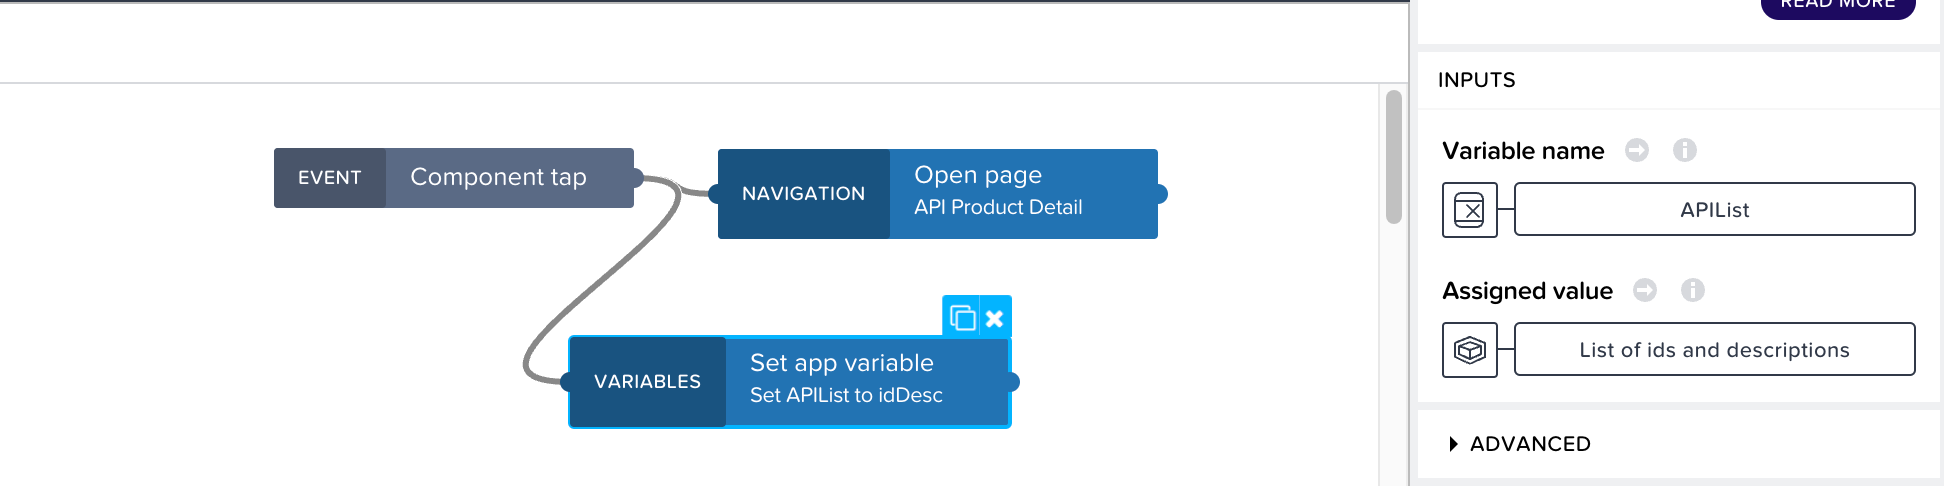 READ MORE
EVENT
Component tap
NAVIGATION
Open page
API Product Detail
VARIABLES
Set app variable
Set APIList to idDesc
INPUTS
Variable name
APIList
Assigned value
List of ids and descriptions
ADVANCED